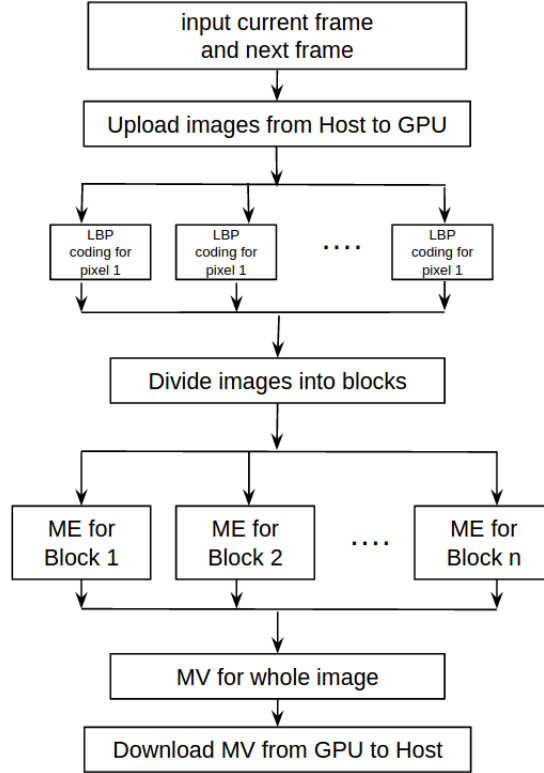 input current frame
and next frame
Upload images from Host to GPU
LBP
coding for
pixel 1
LBP
coding for
pixel 1
....
LBP
coding for
pixel 1
Divide images into blocks
ME for
Block 1
ME for
Block 2
....
ME for
Block n
MV for whole image
Download MV from GPU to Host